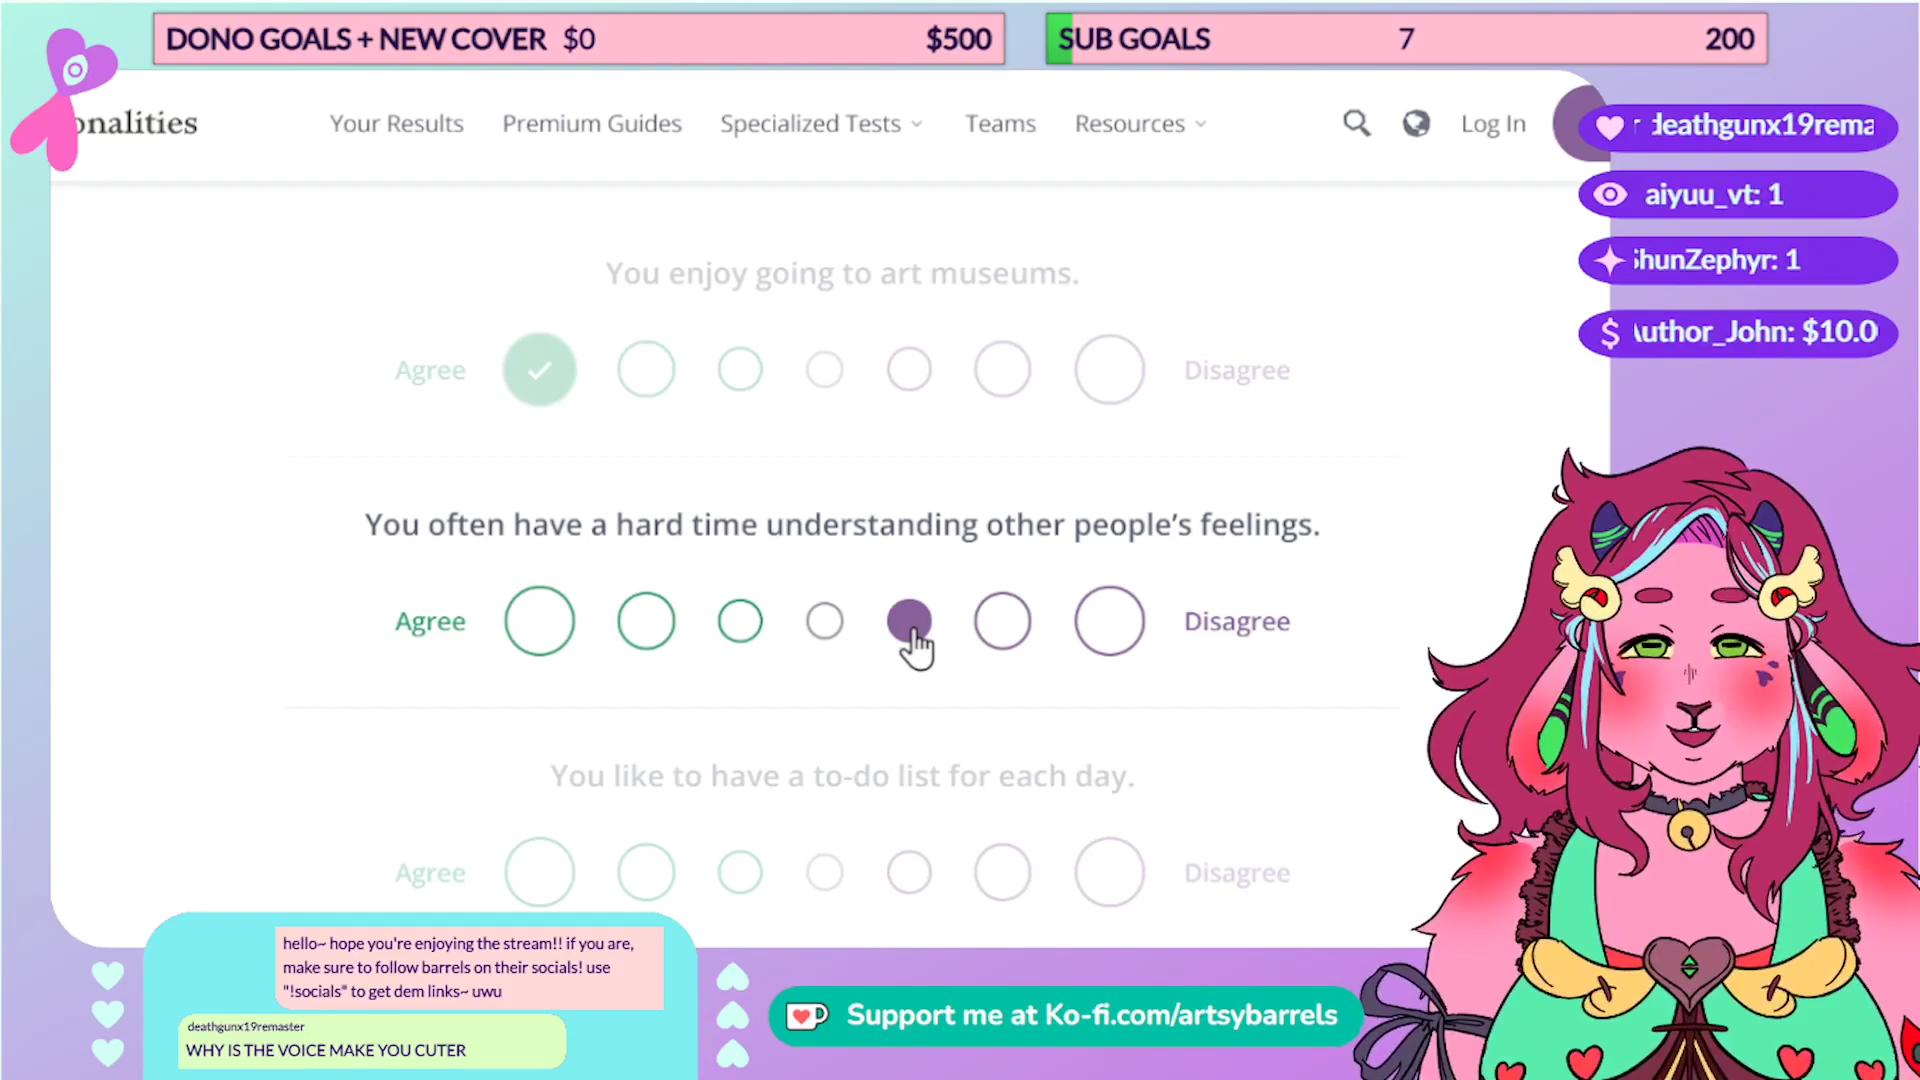 DONO GOALS + NEW COVER $0 $500
SUB GOALS 7 200
onalities Your Results Premium Guides Specialized Tests Teams Resources Log In
deathgunx19rema
aiyuu_vt: 1
hunZephyr: 1
uthor_John: $10.0
You enjoy going to art museums.
Agree Disagree
You often have a hard time understanding other people's feelings.
Agree Disagree
You like to have a to-do list for each day.
Agree Disagree
hello~ hope you're enjoying the stream!! if you are,
make sure to follow barrels on their socials! use
"!socials" to get dem links~ uwu
deathgunx19remaster
WHY IS THE VOICE MAKE YOU CUTER
Support me at Ko-fi.com/artsybarrels